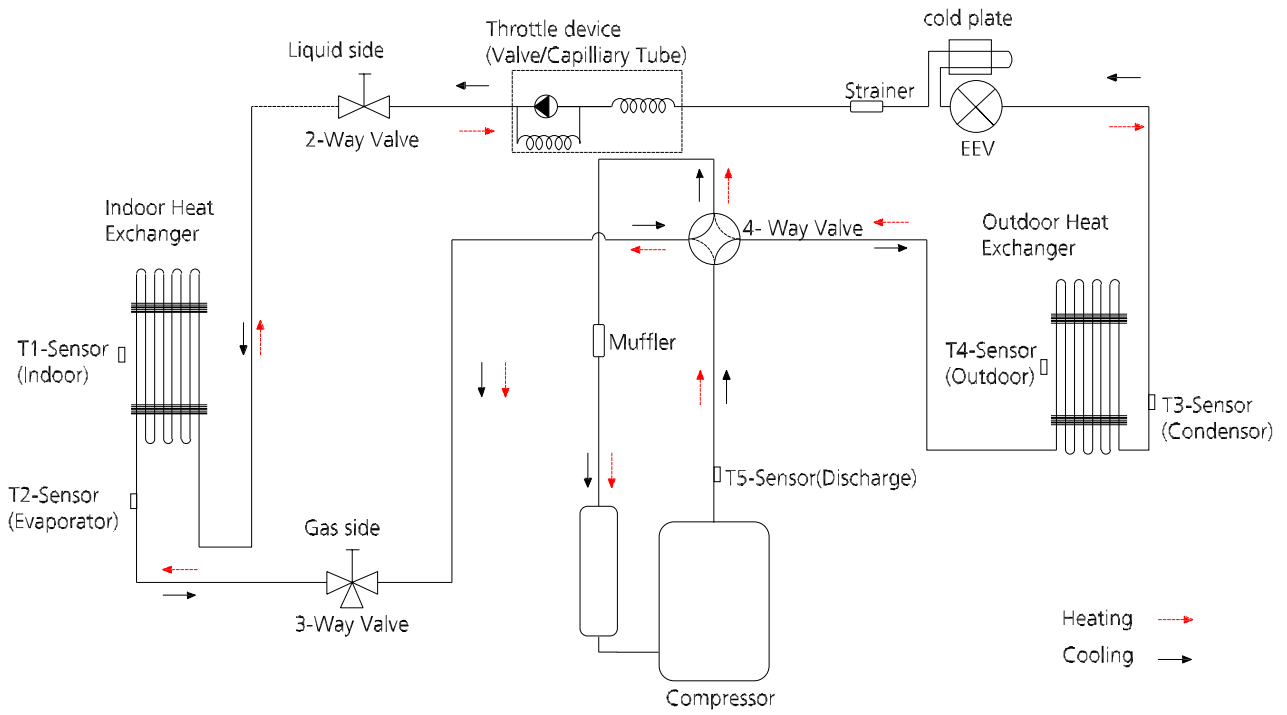 cold plate
Throttle device
(Valve/Capilliary Tube)
Liquid side
Strainer
2-Way Valve
EEV
Indoor Heat
Exchanger
4- Way Valve
Outdoor Heat
Exchanger
T1-Sensor
(Indoor)
Muffler
T4-Sensor
(Outdoor)
T3-Sensor
(Condensor)
T2-Sensor
(Evaporator)
T5-Sensor(Discharge)
Gas side
3-Way Valve
Heating
Cooling
Compressor